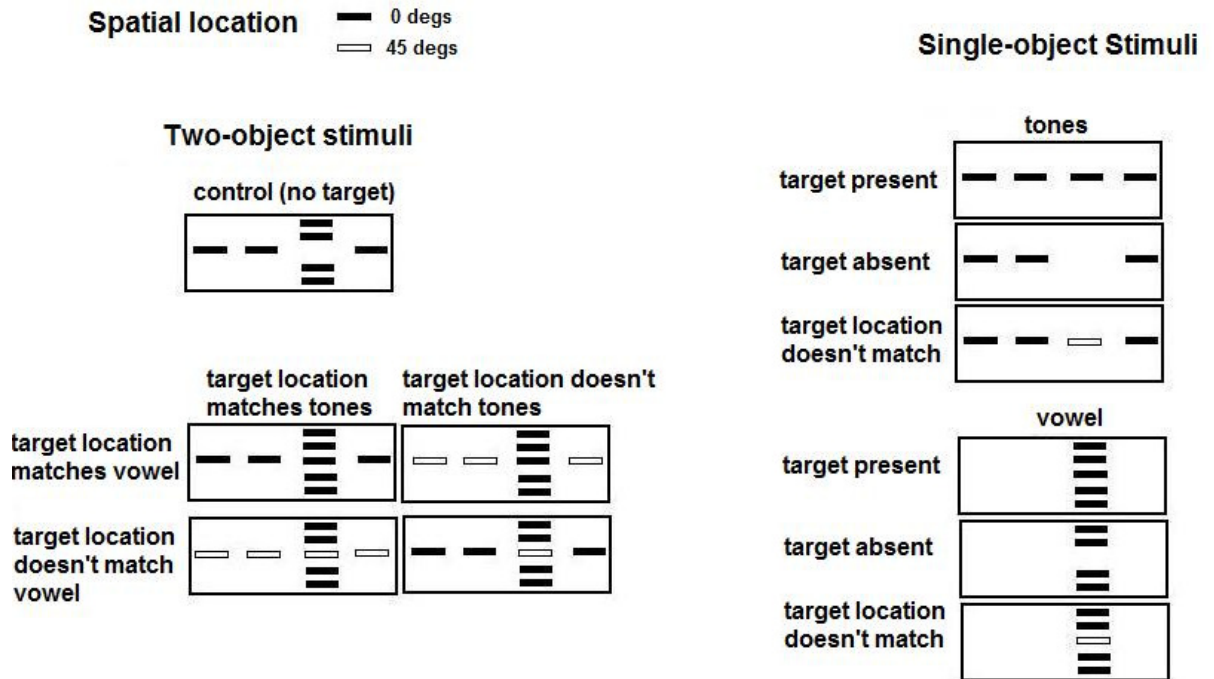 Spatial location
0 degs
45 degs
Two-object stimuli
control (no target)
target location
matches tones
target location doesn't
match tones
target location
matches vowel
target location
doesn't match
vowel
Single-object Stimuli
tones
target present
target absent
target location
doesn't match
vowel
target present
target absent
target location
doesn't match